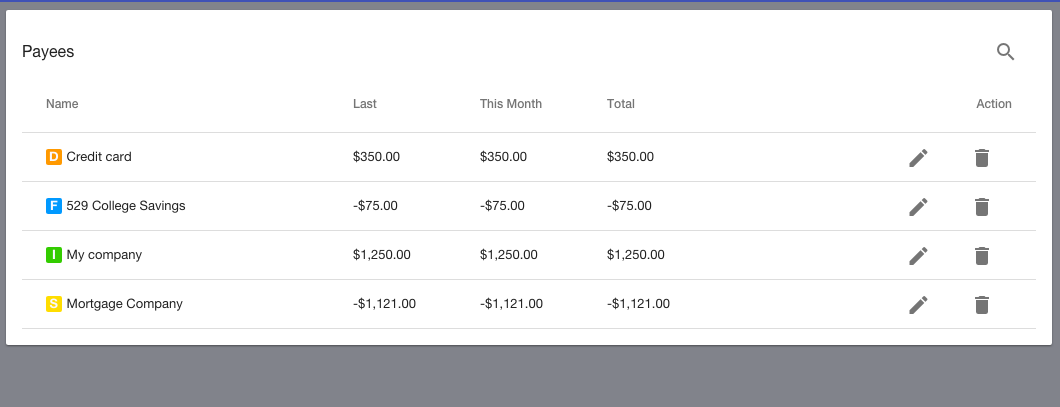 Payees
Name Last This Month Total Action
D Credit card $350.00 $350.00 $350.00
F 529 College Savings -$75.00 -$75.00 -$75.00
I My company $1,250.00 $1,250.00 $1,250.00
S Mortgage Company -$1,121.00 -$1,121.00 -$1,121.00